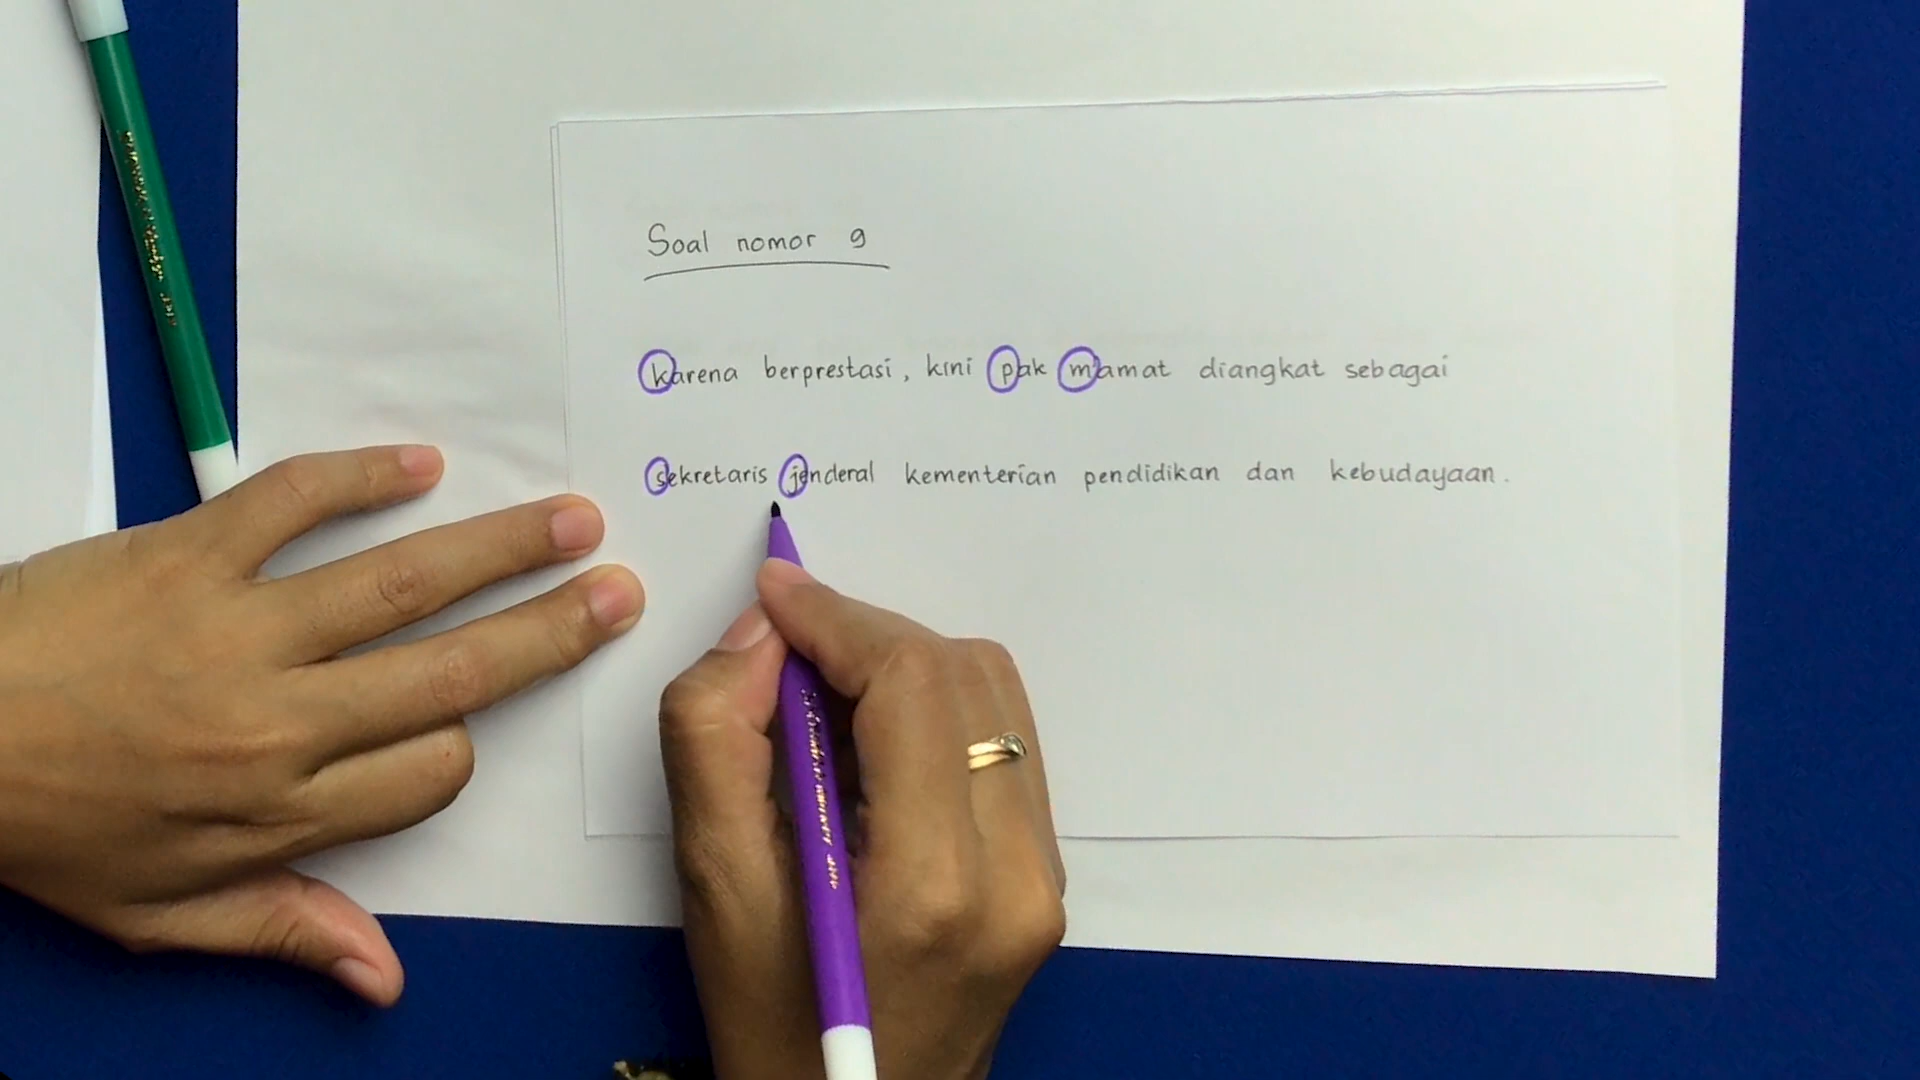 Soal nomor 9
karena berprestasi, kini pak mamat diangkat sebagai
sekretaris jenderal kementerian pendidikan dan kebudayaan.